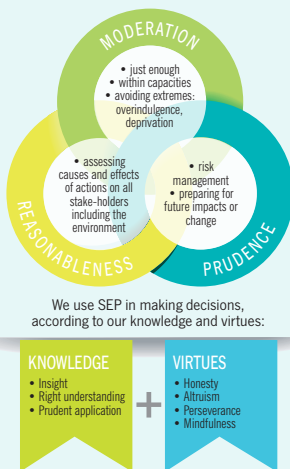 MODERATION
• just enough
• within capacities
• avoiding extremes:
overindulgence,
deprivation
• assessing
causes and effects
of actions on all
stake-holders
including the
environment
• risk
management
• preparing for
future impacts or
change
REASONABLENESS
PRUDENCE
We use SEP in making decisions,
according to our knowledge and virtues:
KNOWLEDGE
• Insight
• Right understanding
• Prudent application
+
VIRTUES
• Honesty
• Altruism
• Perseverance
• Mindfulness